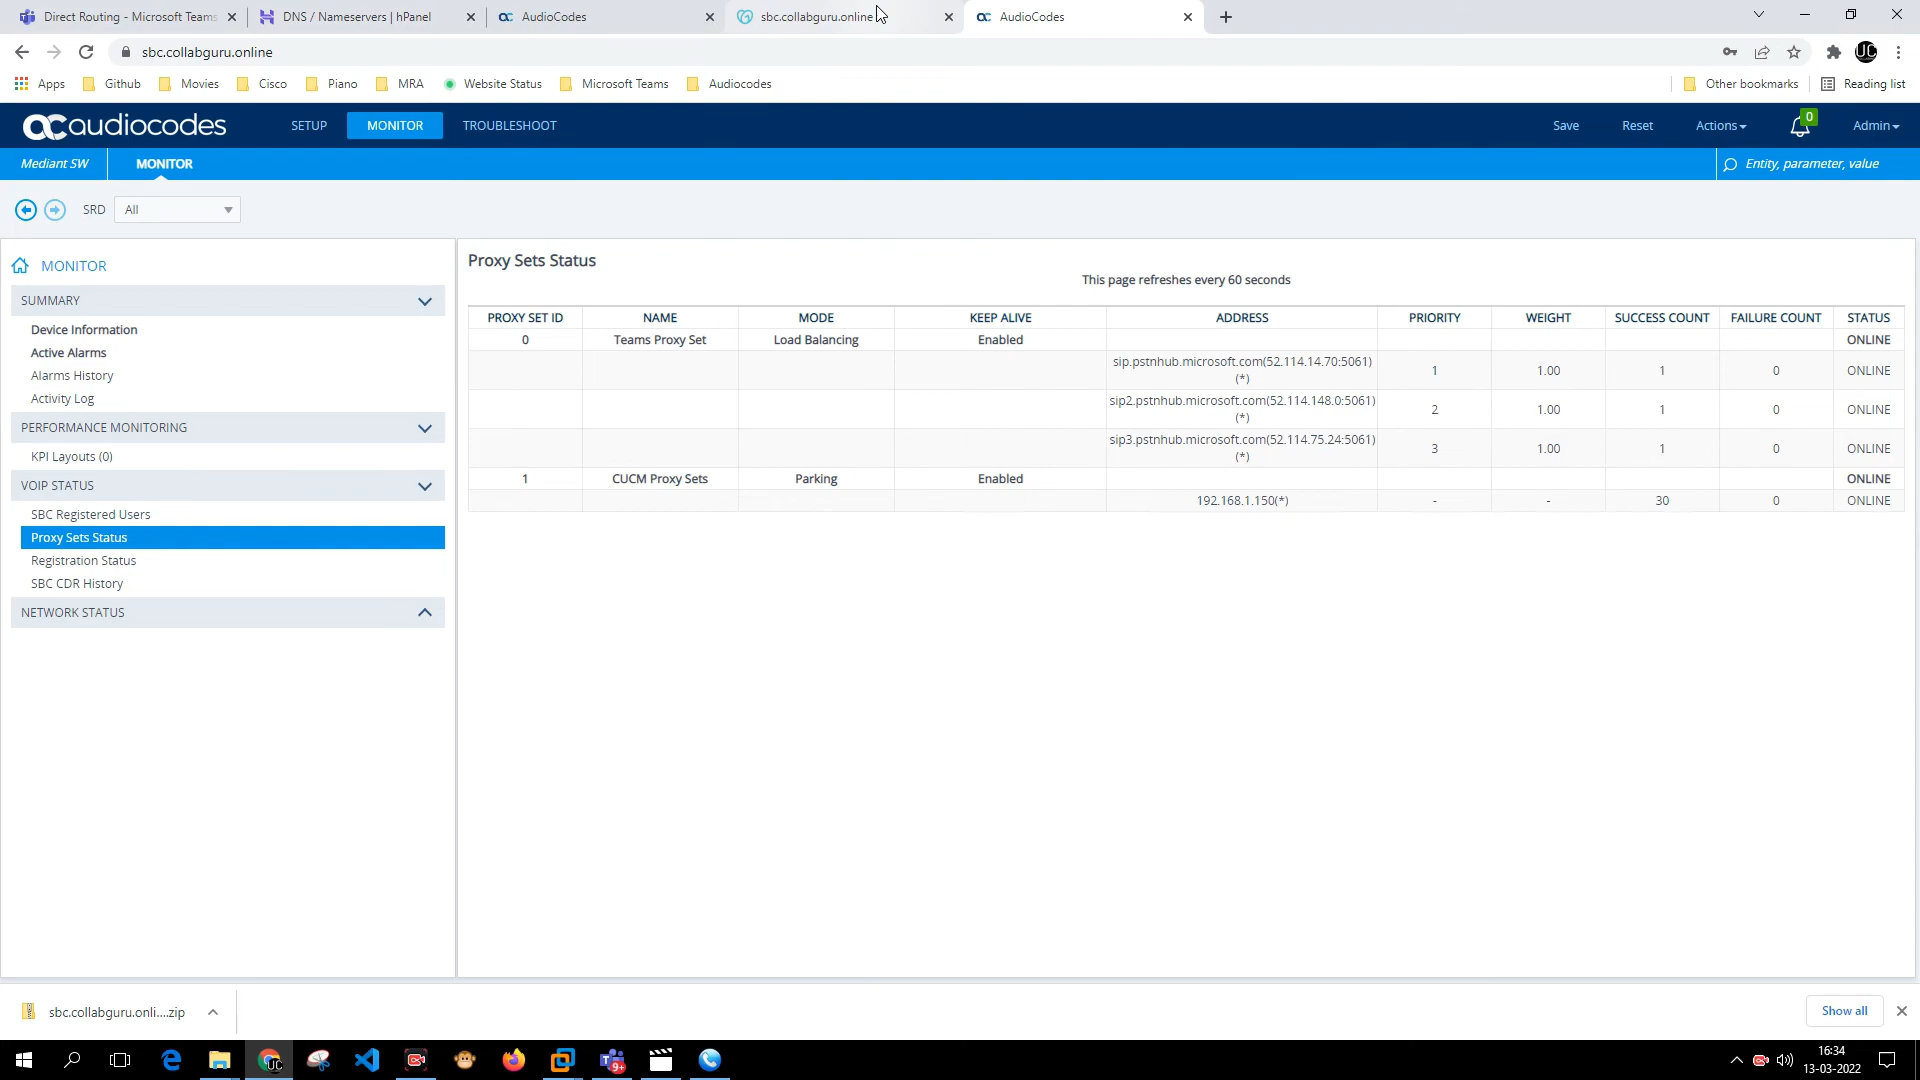 Direct Routing - Microsoft Teams
DNS / Nameservers | hPanel
AudioCodes
sbc.collabguru.online
AudioCodes
sbc.collabguru.online
UC
Apps
Github
Movies
Cisco
Piano
MRA
Website Status
Microsoft Teams
Audiocodes
Other bookmarks
Reading list
audiocodes
SETUP
MONITOR
TROUBLESHOOT
Save
Reset
Actions
0
Admin
Mediant SW
MONITOR
Entity, parameter, value
SRD
All
MONITOR
SUMMARY
Device Information
Active Alarms
Alarms History
Activity Log
PERFORMANCE MONITORING
KPI Layouts (0)
VOIP STATUS
SBC Registered Users
Proxy Sets Status
Registration Status
SBC CDR History
NETWORK STATUS
Proxy Sets Status
This page refreshes every 60 seconds
PROXY SET ID NAME MODE KEEP ALIVE ADDRESS PRIORITY WEIGHT SUCCESS COUNT FAILURE COUNT STATUS
0 Teams Proxy Set Load Balancing Enabled ONLINE
sip.pstnhub.microsoft.com(52.114.14.70:5061)
(*) 1 1.00 1 0 ONLINE
sip2.pstnhub.microsoft.com(52.114.148.0:5061)
(*) 2 1.00 1 0 ONLINE
sip3.pstnhub.microsoft.com(52.114.75.24:5061)
(*) 3 1.00 1 0 ONLINE
1 CUCM Proxy Sets Parking Enabled ONLINE
192.168.1.150(*) - - 30 0 ONLINE
sbc.collabguru.onli....zip
Show all
UC
9+
16:34
13-03-2022